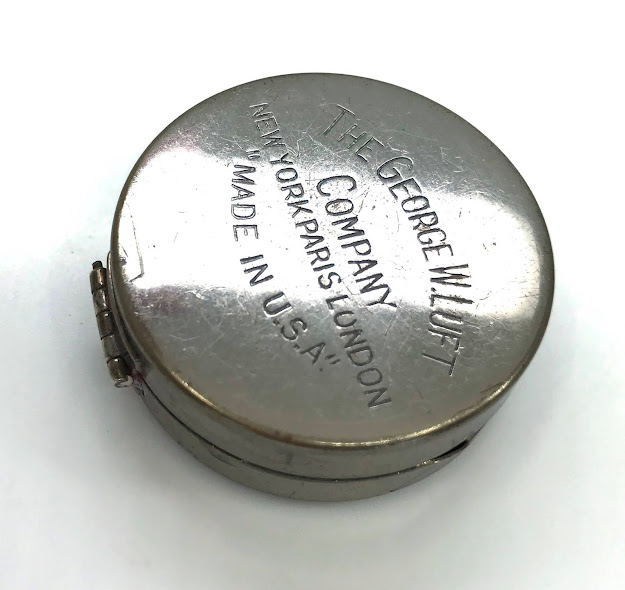 THE GEORGE W. LUFT
COMPANY
NEW YORK PARIS LONDON
"MADE IN U.S.A."